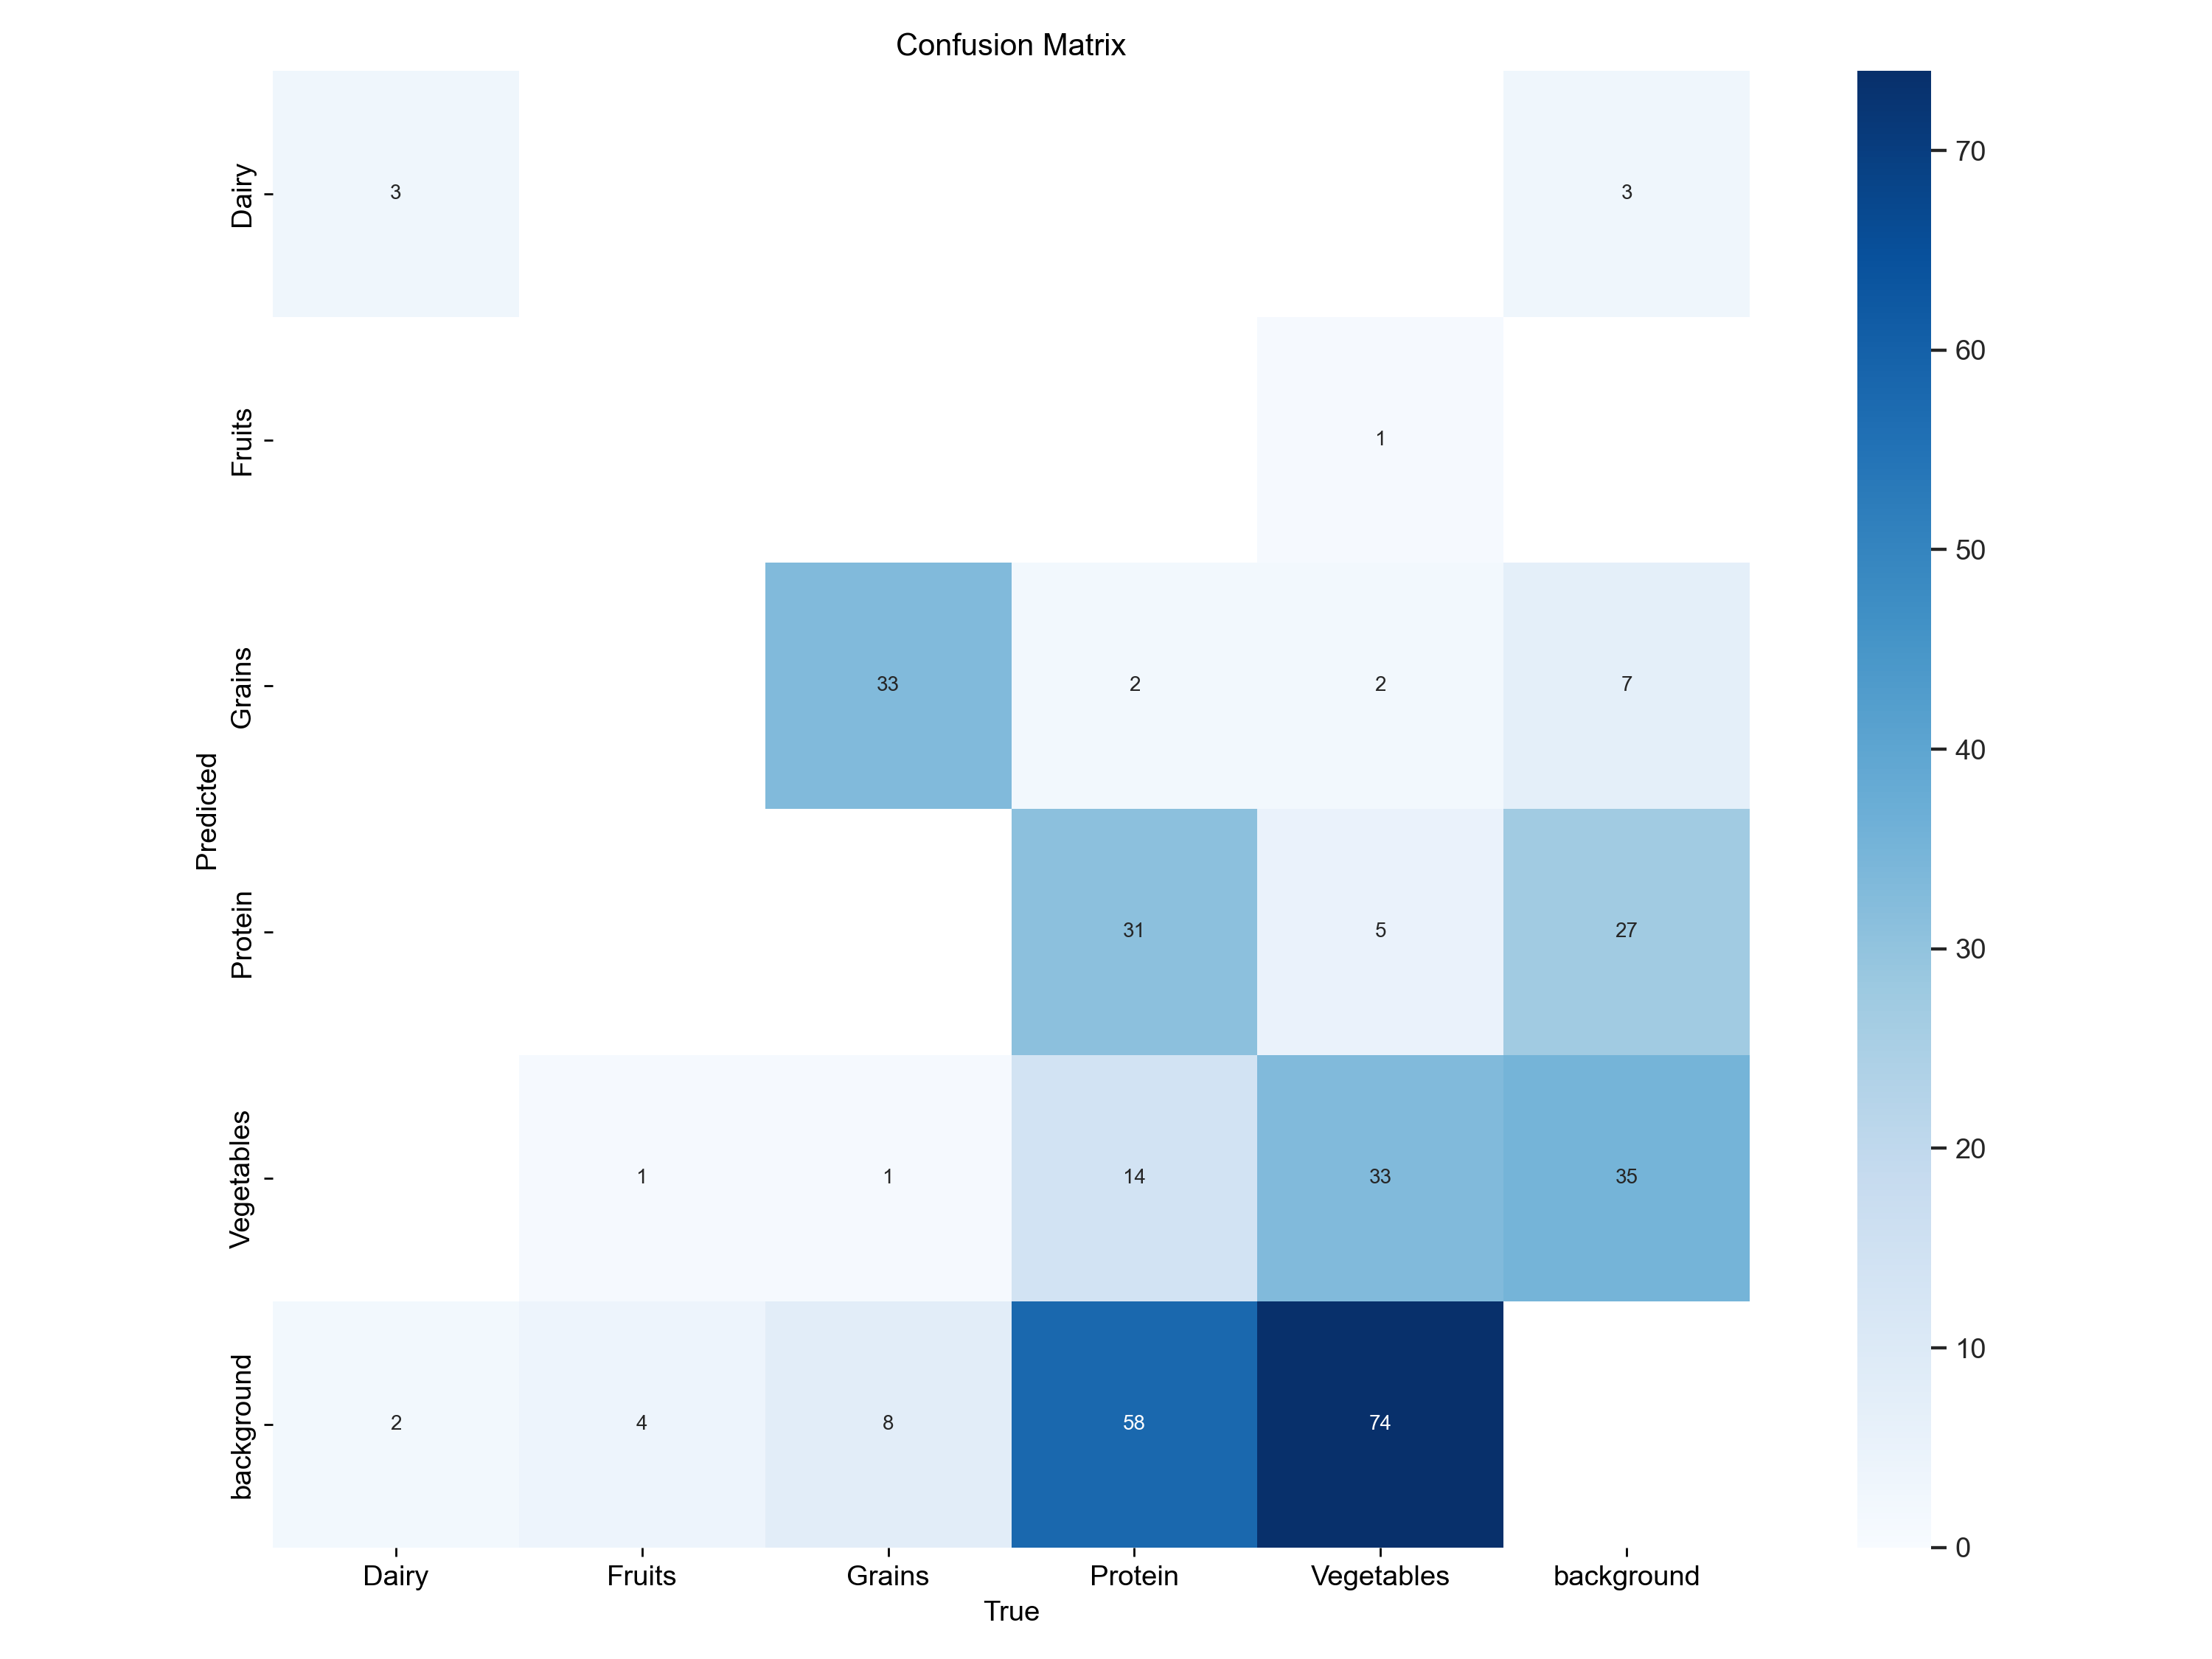 Confusion Matrix
Dairy
3
3
70
Fruits
1
60
50
Grains
33
2
2
7
40
Predicted
Protein
31
5
27
30
Vegetables
1
1
14
33
35
20
background
2
4
8
58
74
10
0
Dairy
Fruits
Grains
Protein
Vegetables
background
True